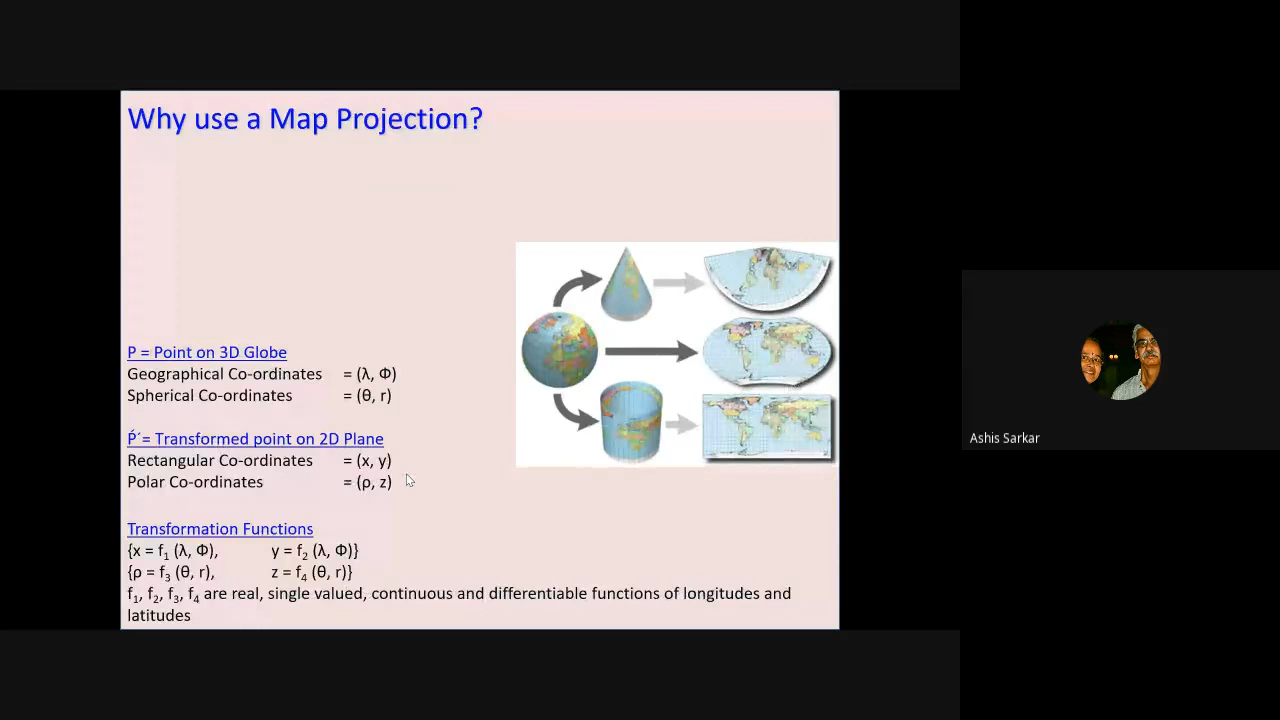 Why use a Map Projection?
P = Point on 3D Globe
Geographical Co-ordinates = (λ, Φ)
Spherical Co-ordinates = (θ, r)
Ṕ´= Transformed point on 2D Plane
Rectangular Co-ordinates = (x, y)
Polar Co-ordinates = (ρ, z)
Transformation Functions
{x = f₁ (λ, Φ), y = f₂ (λ, Φ)}
{ρ = f₃ (θ, r), z = f₄ (θ, r)}
f₁, f₂, f₃, f₄ are real, single valued, continuous and differentiable functions of longitudes and
latitudes
Ashis Sarkar